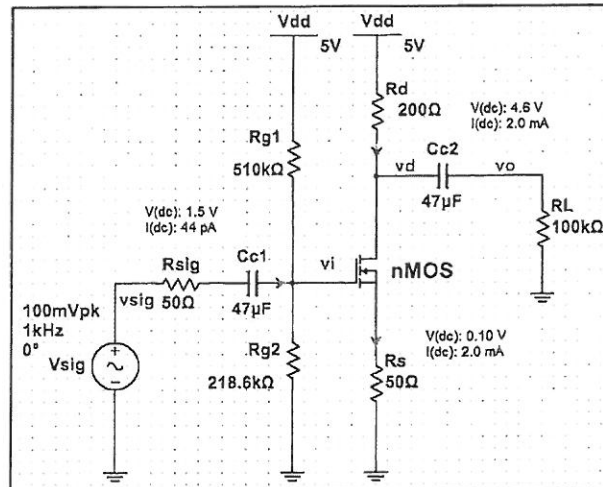 Vdd
5V
Vdd
5V
Rd
200Ω
V(dc): 4.6 V
I(dc): 2.0 mA
Rg1
510kΩ
vd
Cc2
47µF
vo
RL
100kΩ
V(dc): 1.5 V
I(dc): 44 pA
Rsig
50Ω
Cc1
47µF
vi
nMOS
vsig
100mVpk
1kHz
0°
Vsig
Rg2
218.6kΩ
V(dc): 0.10 V
I(dc): 2.0 mA
Rs
50Ω